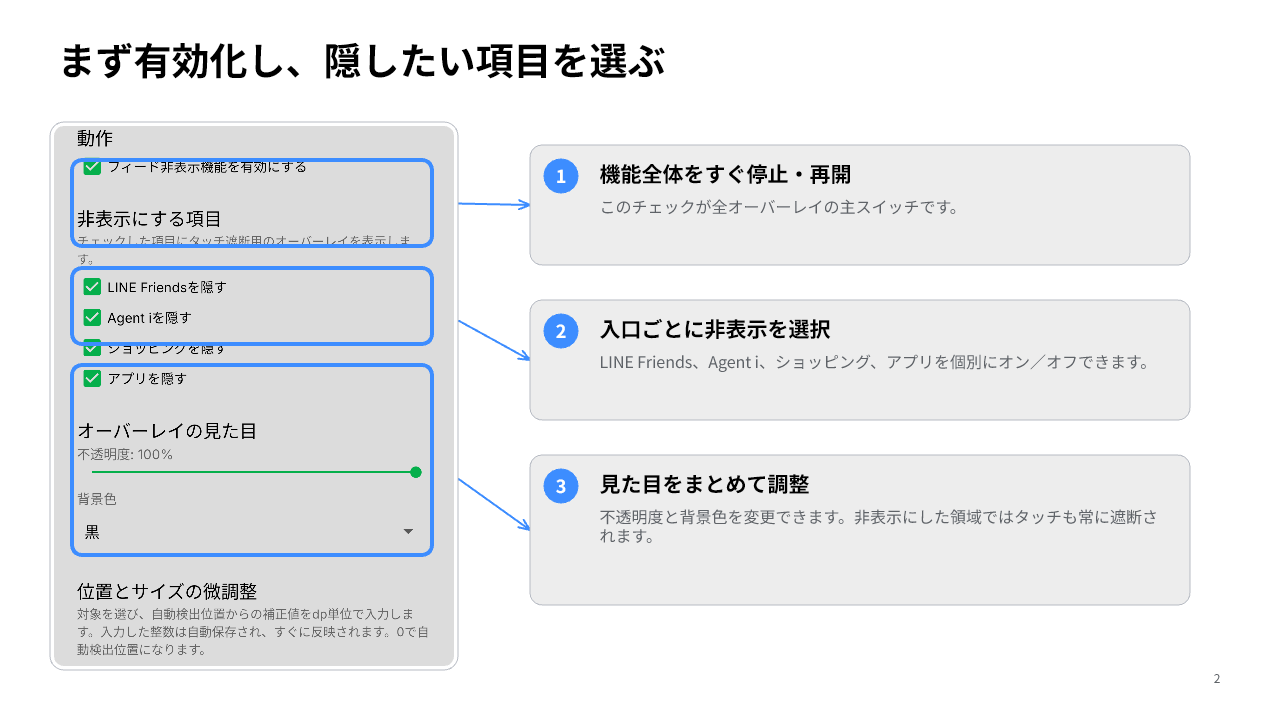 まず有効化し、隠したい項目を選ぶ
動作
フィード非表示機能を有効にする
非表示にする項目
チェックした項目にタッチ遮断用のオーバーレイを表示しま
す。
LINE Friendsを隠す
Agent iを隠す
ショッピングを隠す
アプリを隠す
オーバーレイの見た目
不透明度: 100%
背景色
黒
位置とサイズの微調整
対象を選び、自動検出位置からの補正値をdp単位で入力しま
す。入力した整数は自動保存され、すぐに反映されます。0で自
動検出位置になります。
1
機能全体をすぐ停止・再開
このチェックが全オーバーレイの主スイッチです。
2
入口ごとに非表示を選択
LINE Friends、Agent i、ショッピング、アプリを個別にオン／オフできます。
3
見た目をまとめて調整
不透明度と背景色を変更できます。非表示にした領域ではタッチも常に遮断さ
れます。
2